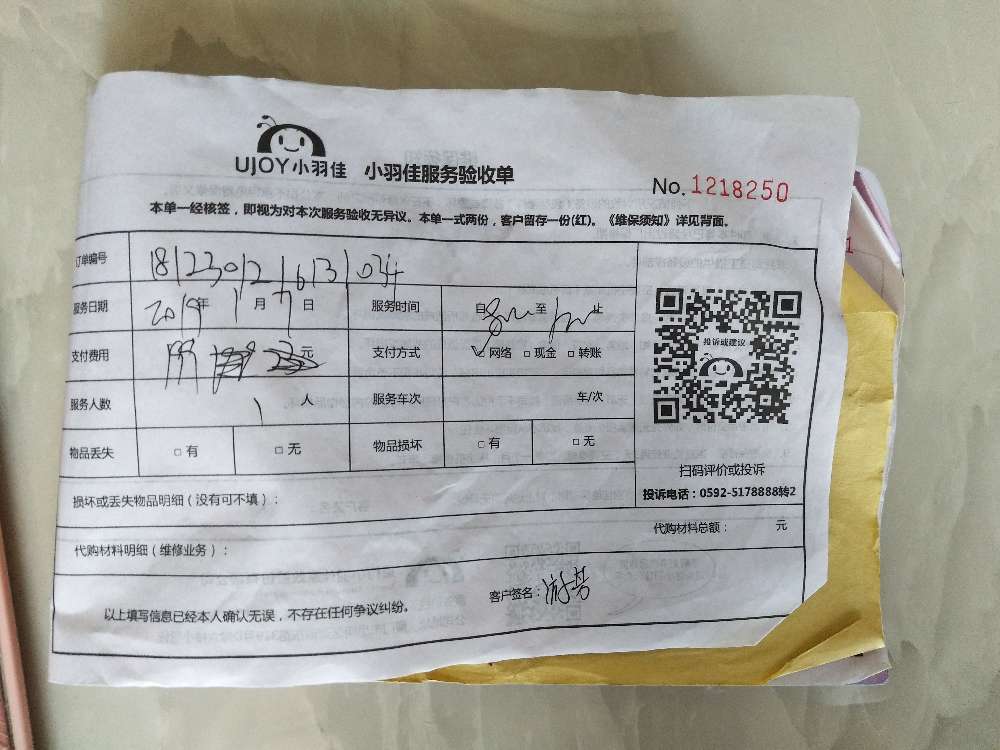 UJOY小羽佳 小羽佳服务验收单
No.1218250
本单一经核签，即视为对本次服务验收无异议。本单一式两份，客户留存一份(红)。《维保须知》详见背面。
订单编号 181230121631034
服务日期 2019年1月7日 服务时间 自 至 止
支付费用 元 支付方式 ☑网络 □现金 □转账
服务人数 1人 服务车次 车/次
物品丢失 □有 □无 物品损坏 □有 □无
投诉或建议
扫码评价或投诉
投诉电话：0592-5178888转2
损坏或丢失物品明细（没有可不填）：
代购材料明细（维修业务）：
代购材料总额： 元
以上填写信息已经本人确认无误，不存在任何争议纠纷。
客户签名：